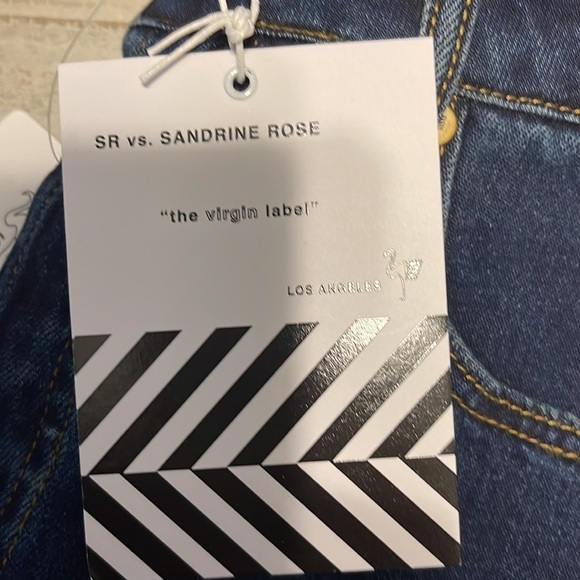 SR vs. SANDRINE ROSE
“the virgin label”
LOS ANGELES